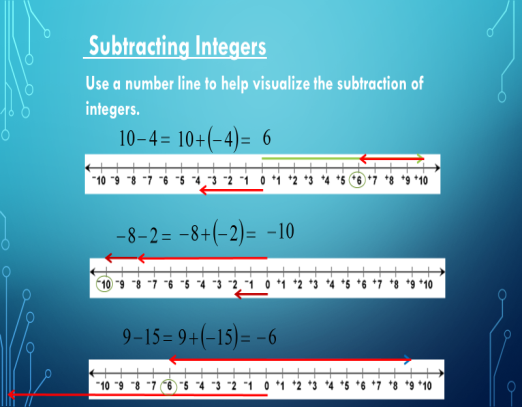 Subtracting Integers
Use a number line to help visualize the subtraction of
integers.
10−4= 10+(−4)= 6
⁻10 ⁻9 ⁻8 ⁻7 ⁻6 ⁻5 ⁻4 ⁻3 ⁻2 ⁻1 0 ⁺1 ⁺2 ⁺3 ⁺4 ⁺5 ⁺6 ⁺7 ⁺8 ⁺9 ⁺10
−8−2= −8+(−2)= −10
⁻10 ⁻9 ⁻8 ⁻7 ⁻6 ⁻5 ⁻4 ⁻3 ⁻2 ⁻1 0 ⁺1 ⁺2 ⁺3 ⁺4 ⁺5 ⁺6 ⁺7 ⁺8 ⁺9 ⁺10
9−15= 9+(−15)= −6
⁻10 ⁻9 ⁻8 ⁻7 ⁻6 ⁻5 ⁻4 ⁻3 ⁻2 ⁻1 0 ⁺1 ⁺2 ⁺3 ⁺4 ⁺5 ⁺6 ⁺7 ⁺8 ⁺9 ⁺10